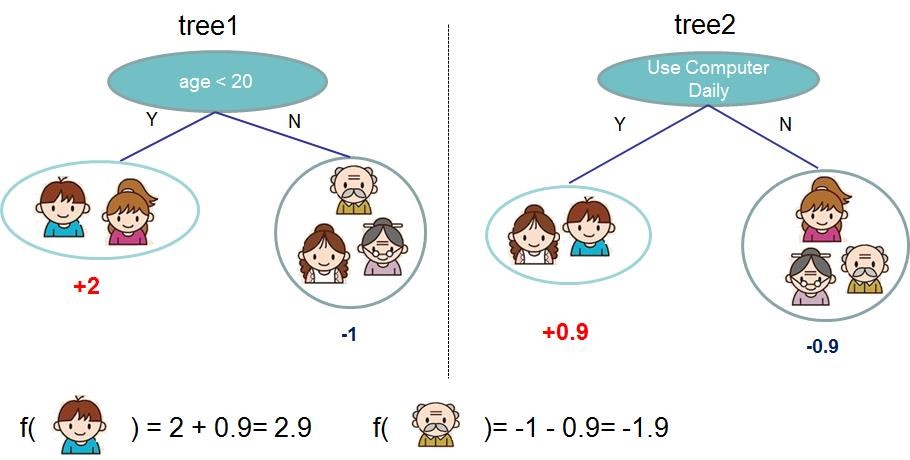 tree1
age < 20
Y
N
+2
-1
tree2
Use Computer
Daily
Y
N
+0.9
-0.9
f( ) = 2 + 0.9= 2.9
f( )= -1 - 0.9= -1.9